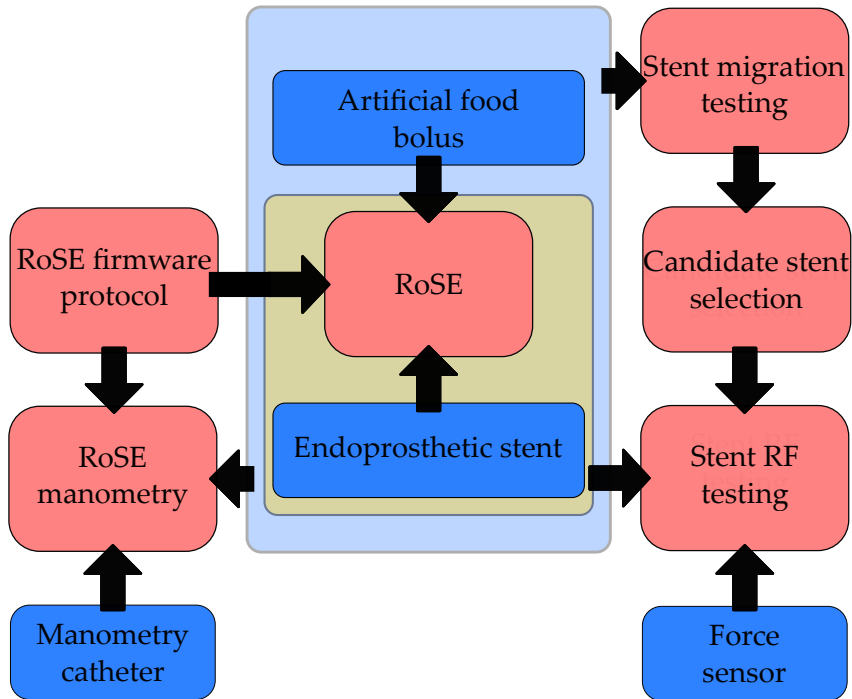 Artificial food
bolus
Stent migration
testing
RoSE firmware
protocol
RoSE
Candidate stent
selection
RoSE
manometry
Endoprosthetic stent
Stent RF
testing
Manometry
catheter
Force
sensor